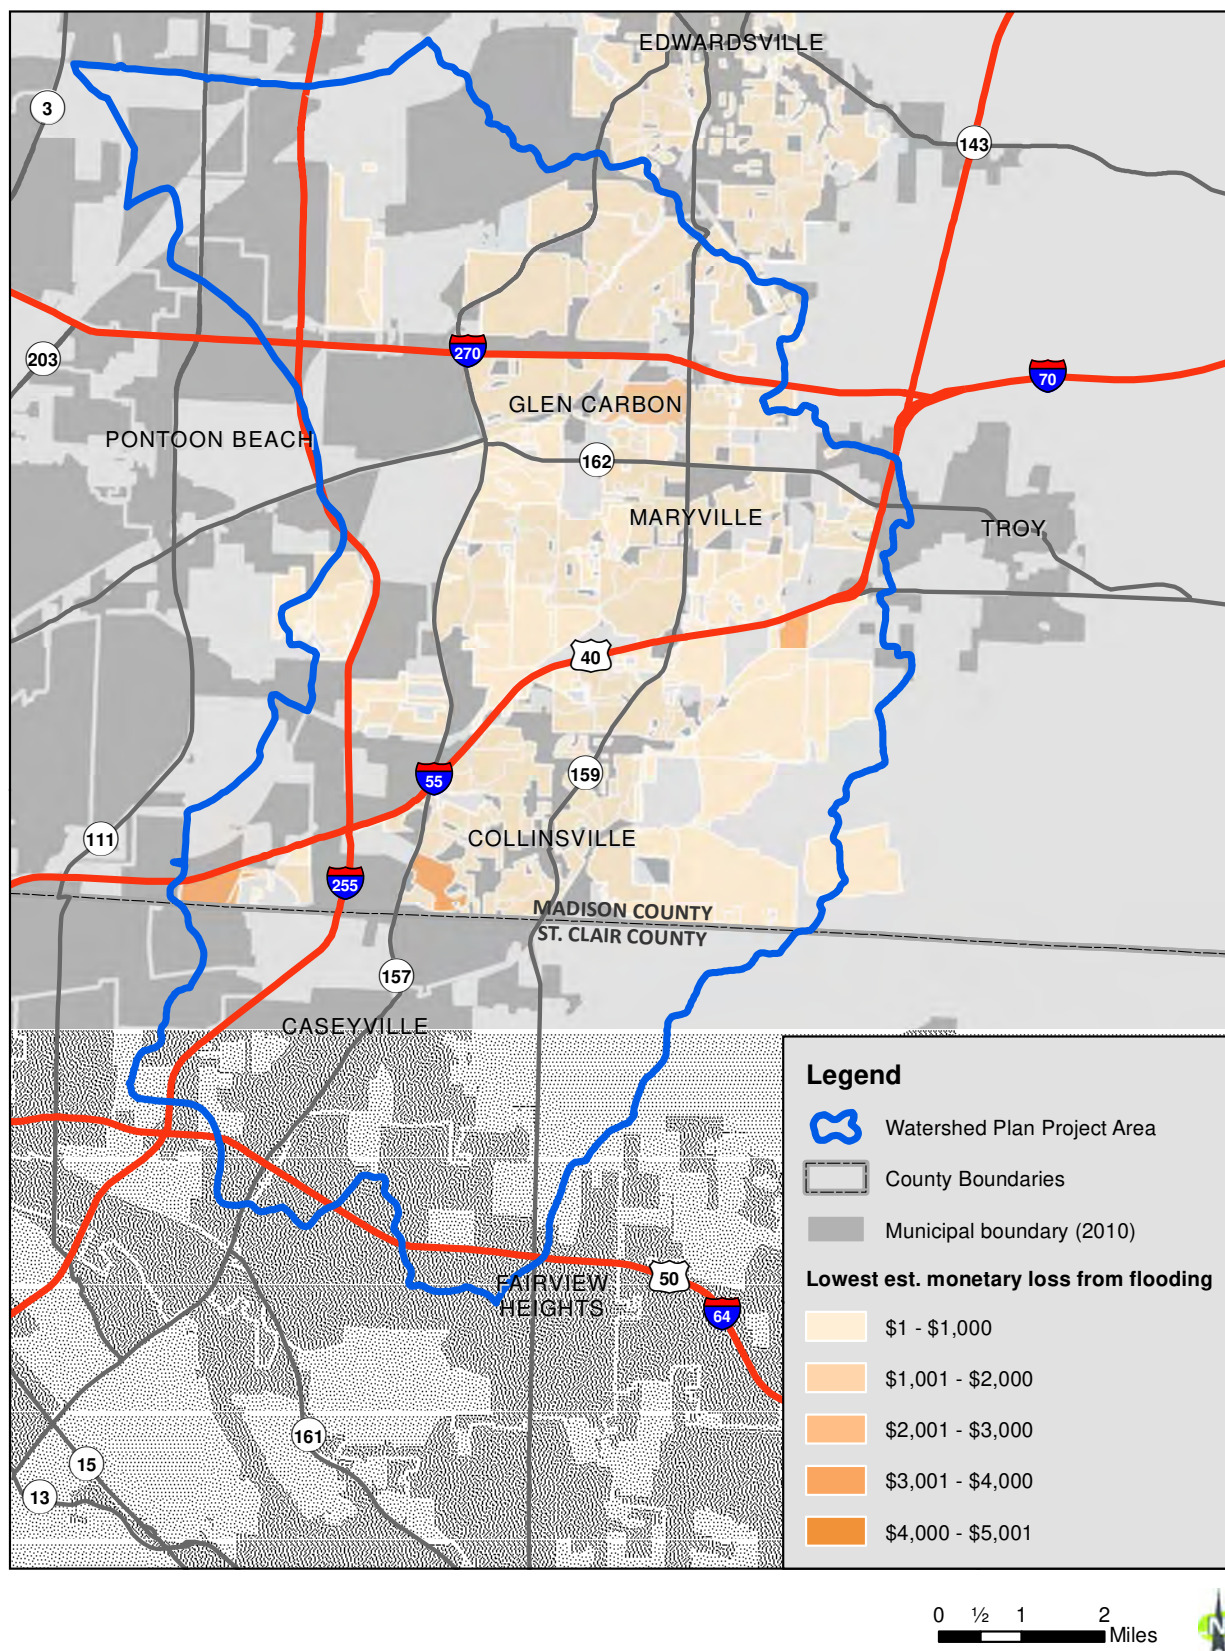 EDWARDSVILLE
3
143
203
270
70
GLEN CARBON
PONTOON BEACH
162
MARYVILLE
TROY
40
55
159
111
COLLINSVILLE
255
MADISON COUNTY
ST. CLAIR COUNTY
157
CASEYVILLE
FAIRVIEW
HEIGHTS
50
64
161
15
13
Legend
Watershed Plan Project Area
County Boundaries
Municipal boundary (2010)
Lowest est. monetary loss from flooding
$1 - $1,000
$1,001 - $2,000
$2,001 - $3,000
$3,001 - $4,000
$4,000 - $5,001
0 ½ 1 2
Miles
N